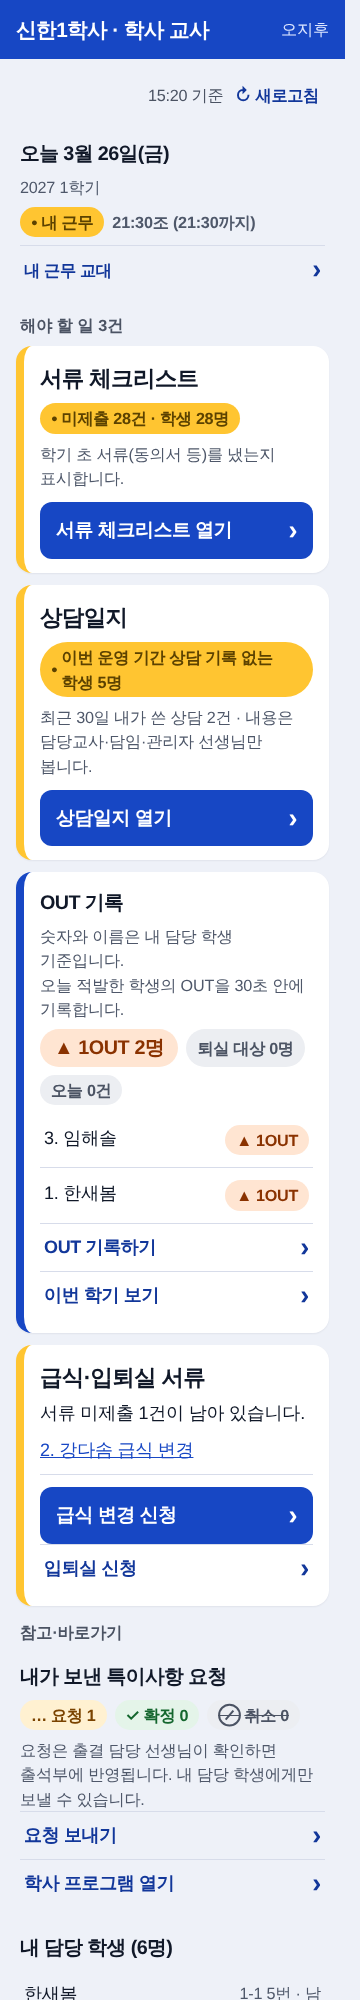 신한1학사 · 학사 교사
오지후
15:20 기준 새로고침
오늘 3월 26일(금)
2027 1학기
• 내 근무 21:30조 (21:30까지)
내 근무 교대
해야 할 일 3건
서류 체크리스트
• 미제출 28건 · 학생 28명
학기 초 서류(동의서 등)를 냈는지
표시합니다.
서류 체크리스트 열기
상담일지
• 이번 운영 기간 상담 기록 없는
학생 5명
최근 30일 내가 쓴 상담 2건 · 내용은
담당교사·담임·관리자 선생님만
봅니다.
상담일지 열기
OUT 기록
숫자와 이름은 내 담당 학생
기준입니다.
오늘 적발한 학생의 OUT을 30초 안에
기록합니다.
▲ 1OUT 2명 퇴실 대상 0명
오늘 0건
3. 임해솔 ▲ 1OUT
1. 한새봄 ▲ 1OUT
OUT 기록하기
이번 학기 보기
급식·입퇴실 서류
서류 미제출 1건이 남아 있습니다.
2. 강다솜 급식 변경
급식 변경 신청
입퇴실 신청
참고·바로가기
내가 보낸 특이사항 요청
… 요청 1 ✓ 확정 0 취소 0
요청은 출결 담당 선생님이 확인하면
출석부에 반영됩니다. 내 담당 학생에게만
보낼 수 있습니다.
요청 보내기
학사 프로그램 열기
내 담당 학생 (6명)
한새봄 1-1 5번 · 남